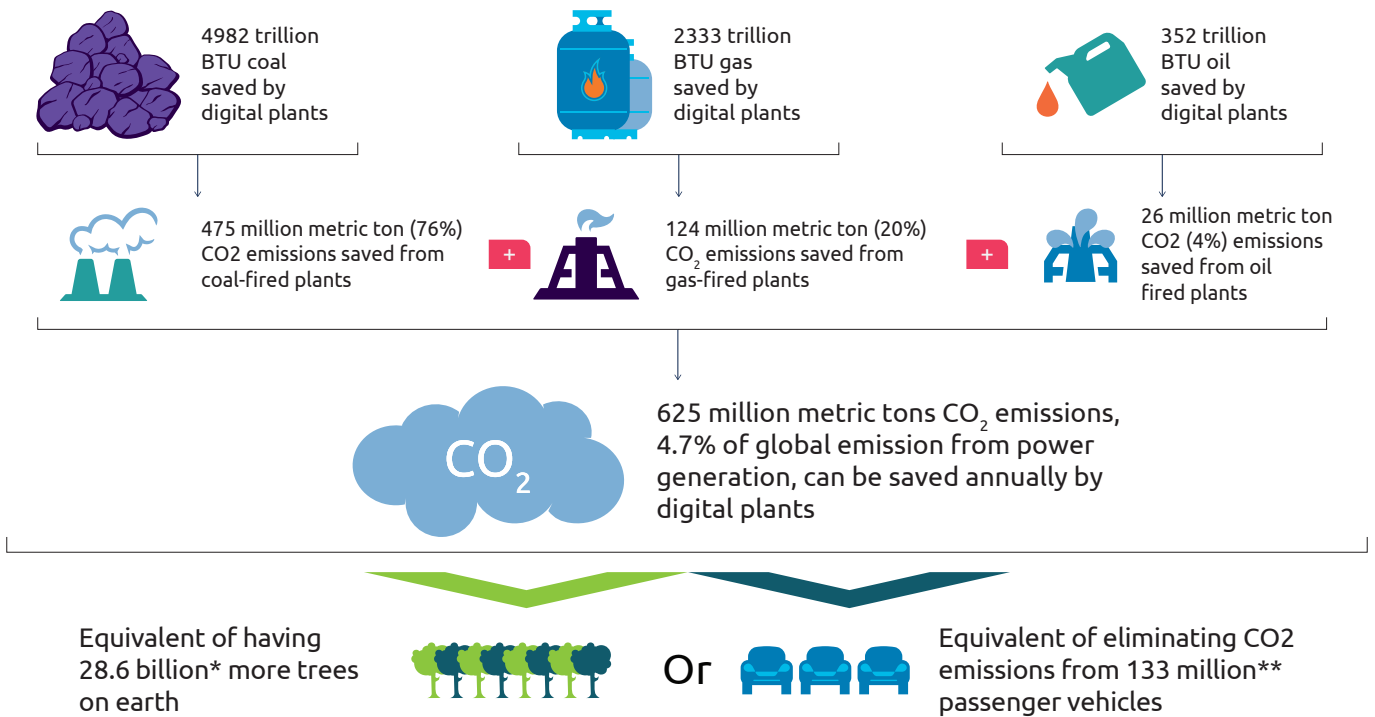 4982 trillion
BTU coal
saved by
digital plants
2333 trillion
BTU gas
saved by
digital plants
352 trillion
BTU oil
saved by
digital plants
475 million metric ton (76%)
CO2 emissions saved from
coal-fired plants
+
124 million metric ton (20%)
CO₂ emissions saved from
gas-fired plants
+
26 million metric ton
CO2 (4%) emissions
saved from oil
fired plants
CO₂
625 million metric tons CO₂ emissions,
4.7% of global emission from power
generation, can be saved annually by
digital plants
Equivalent of having
28.6 billion* more trees
on earth
Or
Equivalent of eliminating CO2
emissions from 133 million**
passenger vehicles